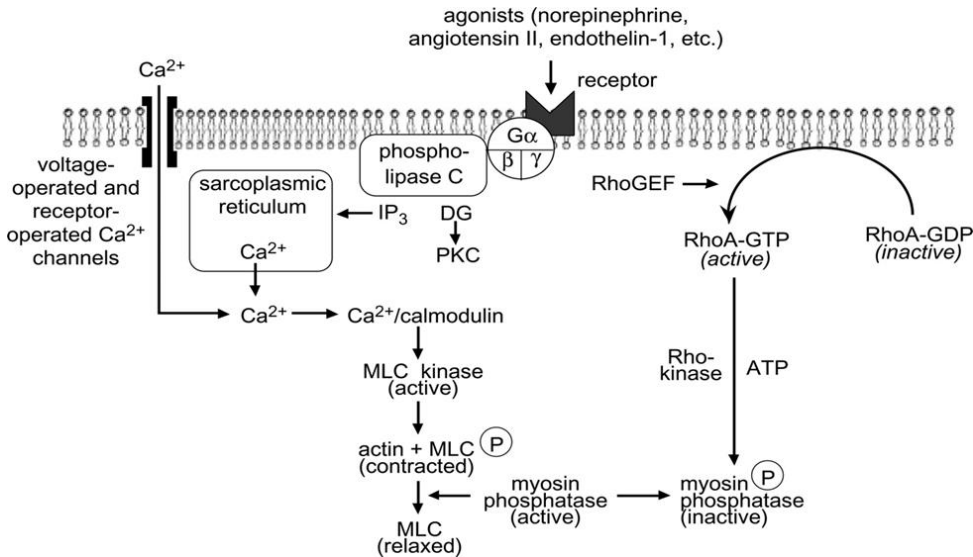 agonists (norepinephrine,
angiotensin II, endothelin-1, etc.)
Ca²⁺
receptor
Gα
β γ
phospho-
lipase C
voltage-
operated and
receptor-
operated Ca²⁺
channels
sarcoplasmic
reticulum
Ca²⁺
IP₃
DG
PKC
RhoGEF
RhoA-GTP
(active)
RhoA-GDP
(inactive)
Ca²⁺
Ca²⁺/calmodulin
MLC kinase
(active)
Rho-
kinase
ATP
actin + MLC P
(contracted)
MLC
(relaxed)
myosin
phosphatase
(active)
myosin P
phosphatase
(inactive)